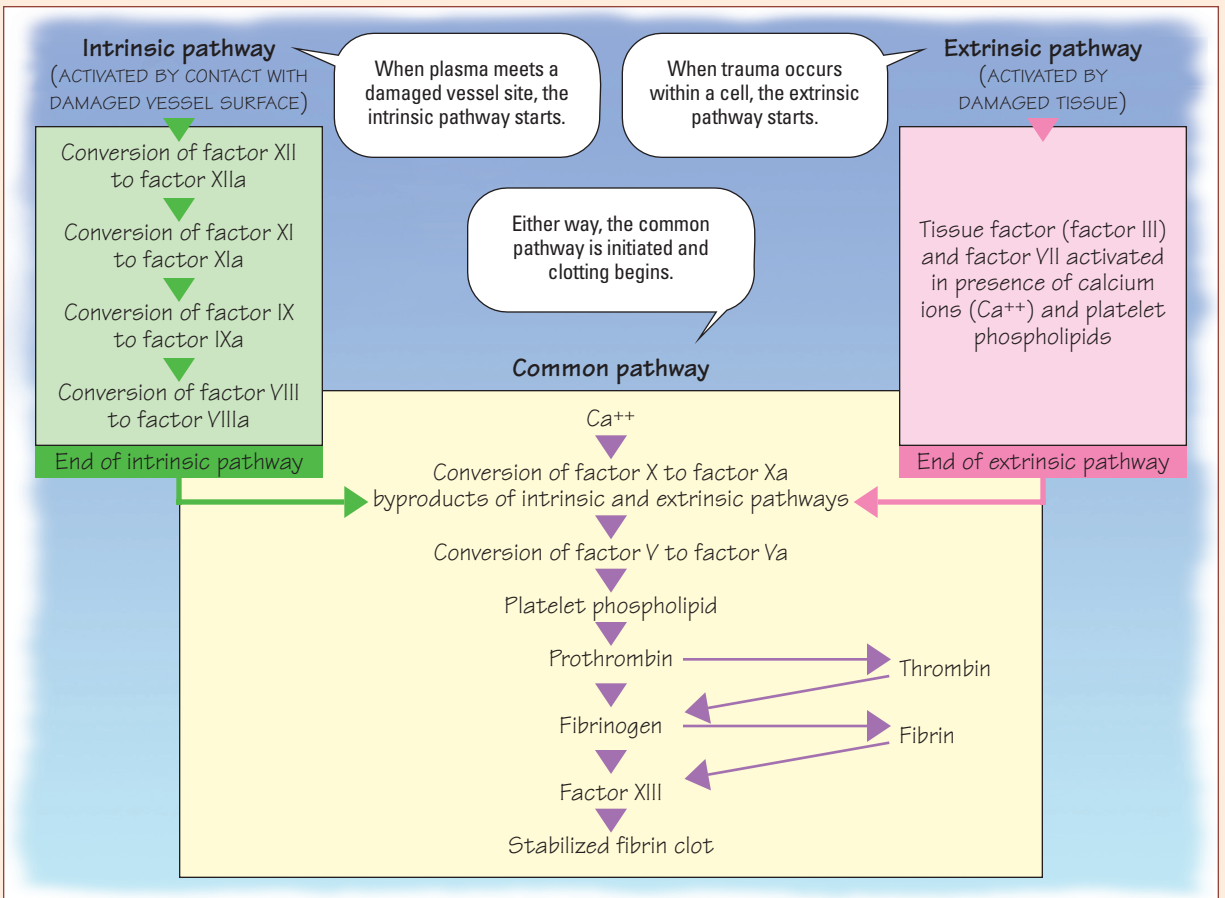 Intrinsic pathway
(ACTIVATED BY CONTACT WITH
DAMAGED VESSEL SURFACE)
When plasma meets a
damaged vessel site, the
intrinsic pathway starts.
When trauma occurs
within a cell, the extrinsic
pathway starts.
Extrinsic pathway
(ACTIVATED BY
DAMAGED TISSUE)
Conversion of factor XII
to factor XIIa
Conversion of factor XI
to factor XIa
Conversion of factor IX
to factor IXa
Conversion of factor VIII
to factor VIIIa
End of intrinsic pathway
Either way, the common
pathway is initiated and
clotting begins.
Tissue factor (factor III)
and factor VII activated
in presence of calcium
ions (Ca++) and platelet
phospholipids
End of extrinsic pathway
Common pathway
Ca++
Conversion of factor X to factor Xa
byproducts of intrinsic and extrinsic pathways
Conversion of factor V to factor Va
Platelet phospholipid
Prothrombin
Thrombin
Fibrinogen
Fibrin
Factor XIII
Stabilized fibrin clot